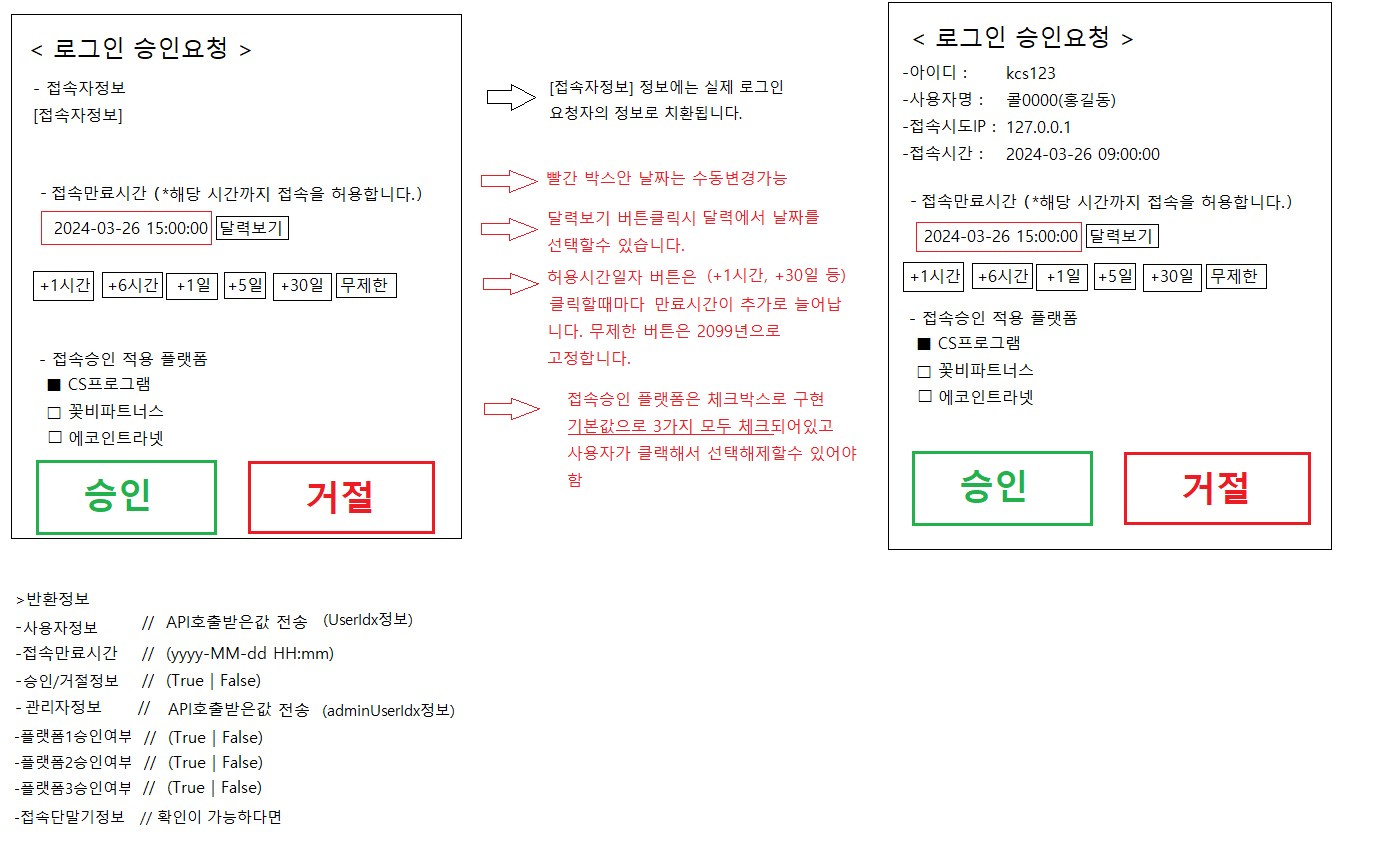 < 로그인 승인요청 >
- 접속자정보
[접속자정보]
- 접속만료시간 (*해당 시간까지 접속을 허용합니다.)
2024-03-26 15:00:00 달력보기
+1시간 +6시간 +1일 +5일 +30일 무제한
- 접속승인 적용 플랫폼
■ CS프로그램
□ 꽃비파트너스
□ 에코인트라넷
승인 거절
[접속자정보] 정보에는 실제 로그인
요청자의 정보로 치환됩니다.
빨간 박스안 날짜는 수동변경가능
달력보기 버튼클릭시 달력에서 날짜를
선택할수 있습니다.
허용시간일자 버튼은 (+1시간, +30일 등)
클릭할때마다 만료시간이 추가로 늘어납
니다. 무제한 버튼은 2099년으로
고정합니다.
접속승인 플랫폼은 체크박스로 구현
기본값으로 3가지 모두 체크되어있고
사용자가 클랙해서 선택해제할수 있어야
함
< 로그인 승인요청 >
-아이디 : kcs123
-사용자명 : 콜0000(홍길동)
-접속시도IP : 127.0.0.1
-접속시간 : 2024-03-26 09:00:00
- 접속만료시간 (*해당 시간까지 접속을 허용합니다.)
2024-03-26 15:00:00 달력보기
+1시간 +6시간 +1일 +5일 +30일 무제한
- 접속승인 적용 플랫폼
■ CS프로그램
□ 꽃비파트너스
□ 에코인트라넷
승인 거절
>반환정보
-사용자정보 // API호출받은값 전송 (UserIdx정보)
-접속만료시간 // (yyyy-MM-dd HH:mm)
-승인/거절정보 // (True | False)
- 관리자정보 // API호출받은값 전송 (adminUserIdx정보)
-플랫폼1승인여부 // (True | False)
-플랫폼2승인여부 // (True | False)
-플랫폼3승인여부 // (True | False)
-접속단말기정보 // 확인이 가능하다면